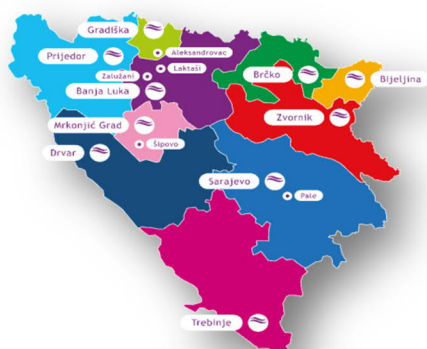 Gradiška
Aleksandrovac
Prijedor
Laktaši
Zalužani
Brčko
Bijeljina
Banja Luka
Zvornik
Mrkonjić Grad
Šipovo
Drvar
Sarajevo
Pale
Trebinje